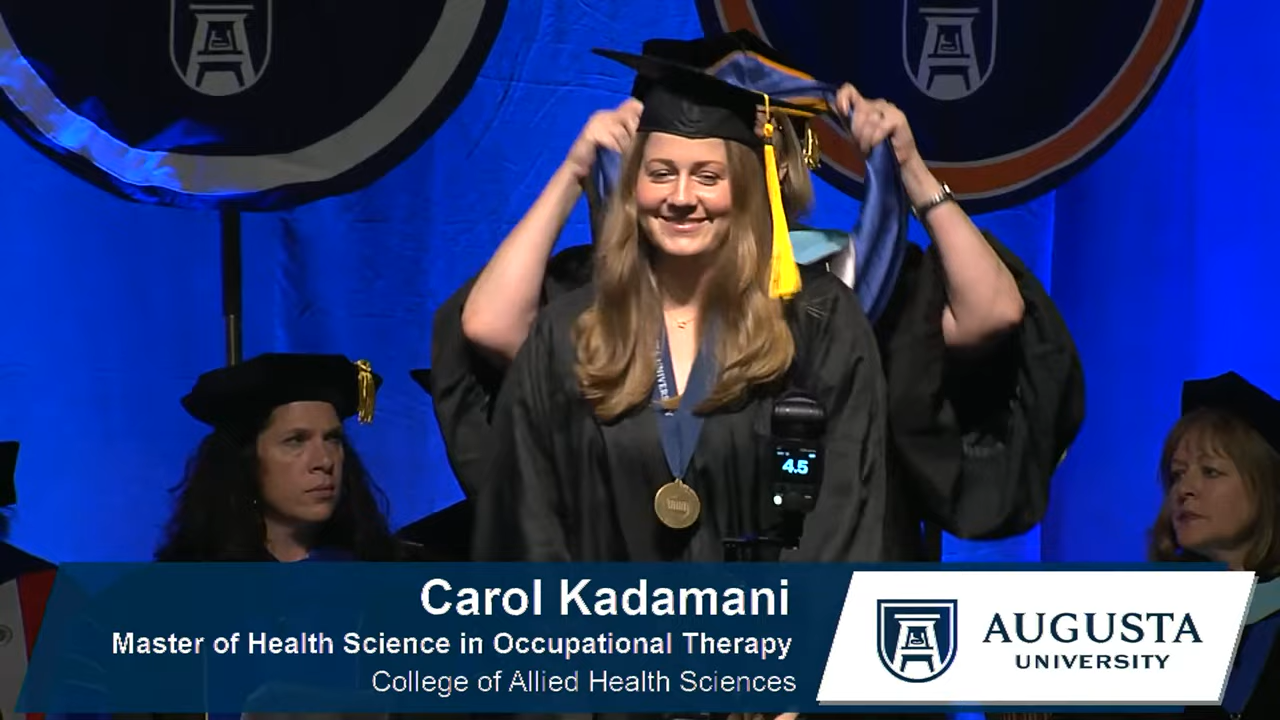 4.5
Carol Kadamani
Master of Health Science in Occupational Therapy
College of Allied Health Sciences
AUGUSTA
UNIVERSITY